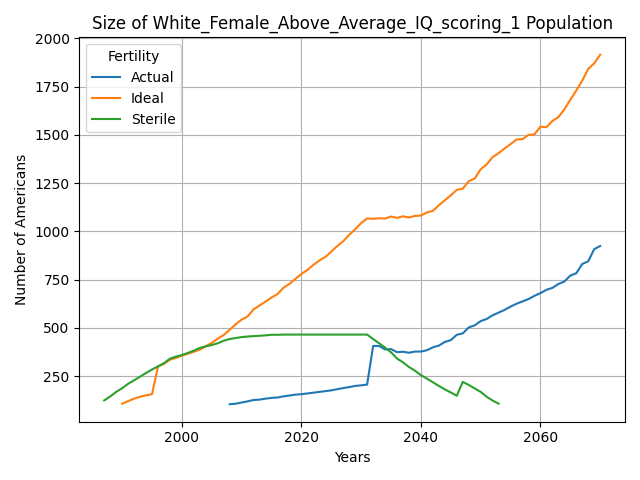 Size of White_Female_Above_Average_IQ_scoring_1 Population
Fertility
Actual
Ideal
Sterile
Number of Americans
2000
1750
1500
1250
1000
750
500
250
2000
2020
2040
2060
Years